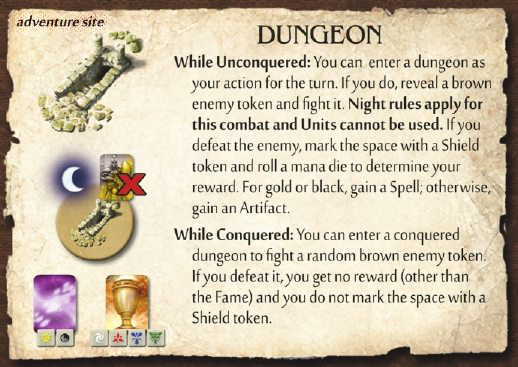 adventure site
DUNGEON
While Unconquered: You can enter a dungeon as
your action for the turn. If you do, reveal a brown
enemy token and fight it. Night rules apply for
this combat and Units cannot be used. If you
defeat the enemy, mark the space with a Shield
token and roll a mana die to determine your
reward. For gold or black, gain a Spell; otherwise,
gain an Artifact.
While Conquered: You can enter a conquered
dungeon to fight a random brown enemy token.
If you defeat it, you get no reward (other than
the Fame) and you do not mark the space with a
Shield token.